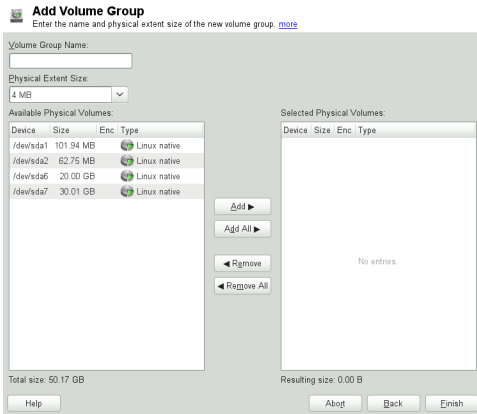 Add Volume Group
Enter the name and physical extent size of the new volume group. more
Volume Group Name:
Physical Extent Size:
4 MB
Available Physical Volumes:
Device Size Enc Type
/dev/sda1 101.94 MB Linux native
/dev/sda2 62.75 MB Linux native
/dev/sda6 20.00 GB Linux native
/dev/sda7 30.01 GB Linux native
Total size: 50.17 GB
Add
Add All
Remove
Remove All
Selected Physical Volumes:
Device Size Enc Type
No entries.
Resulting size: 0.00 B
Help
Abort
Back
Finish